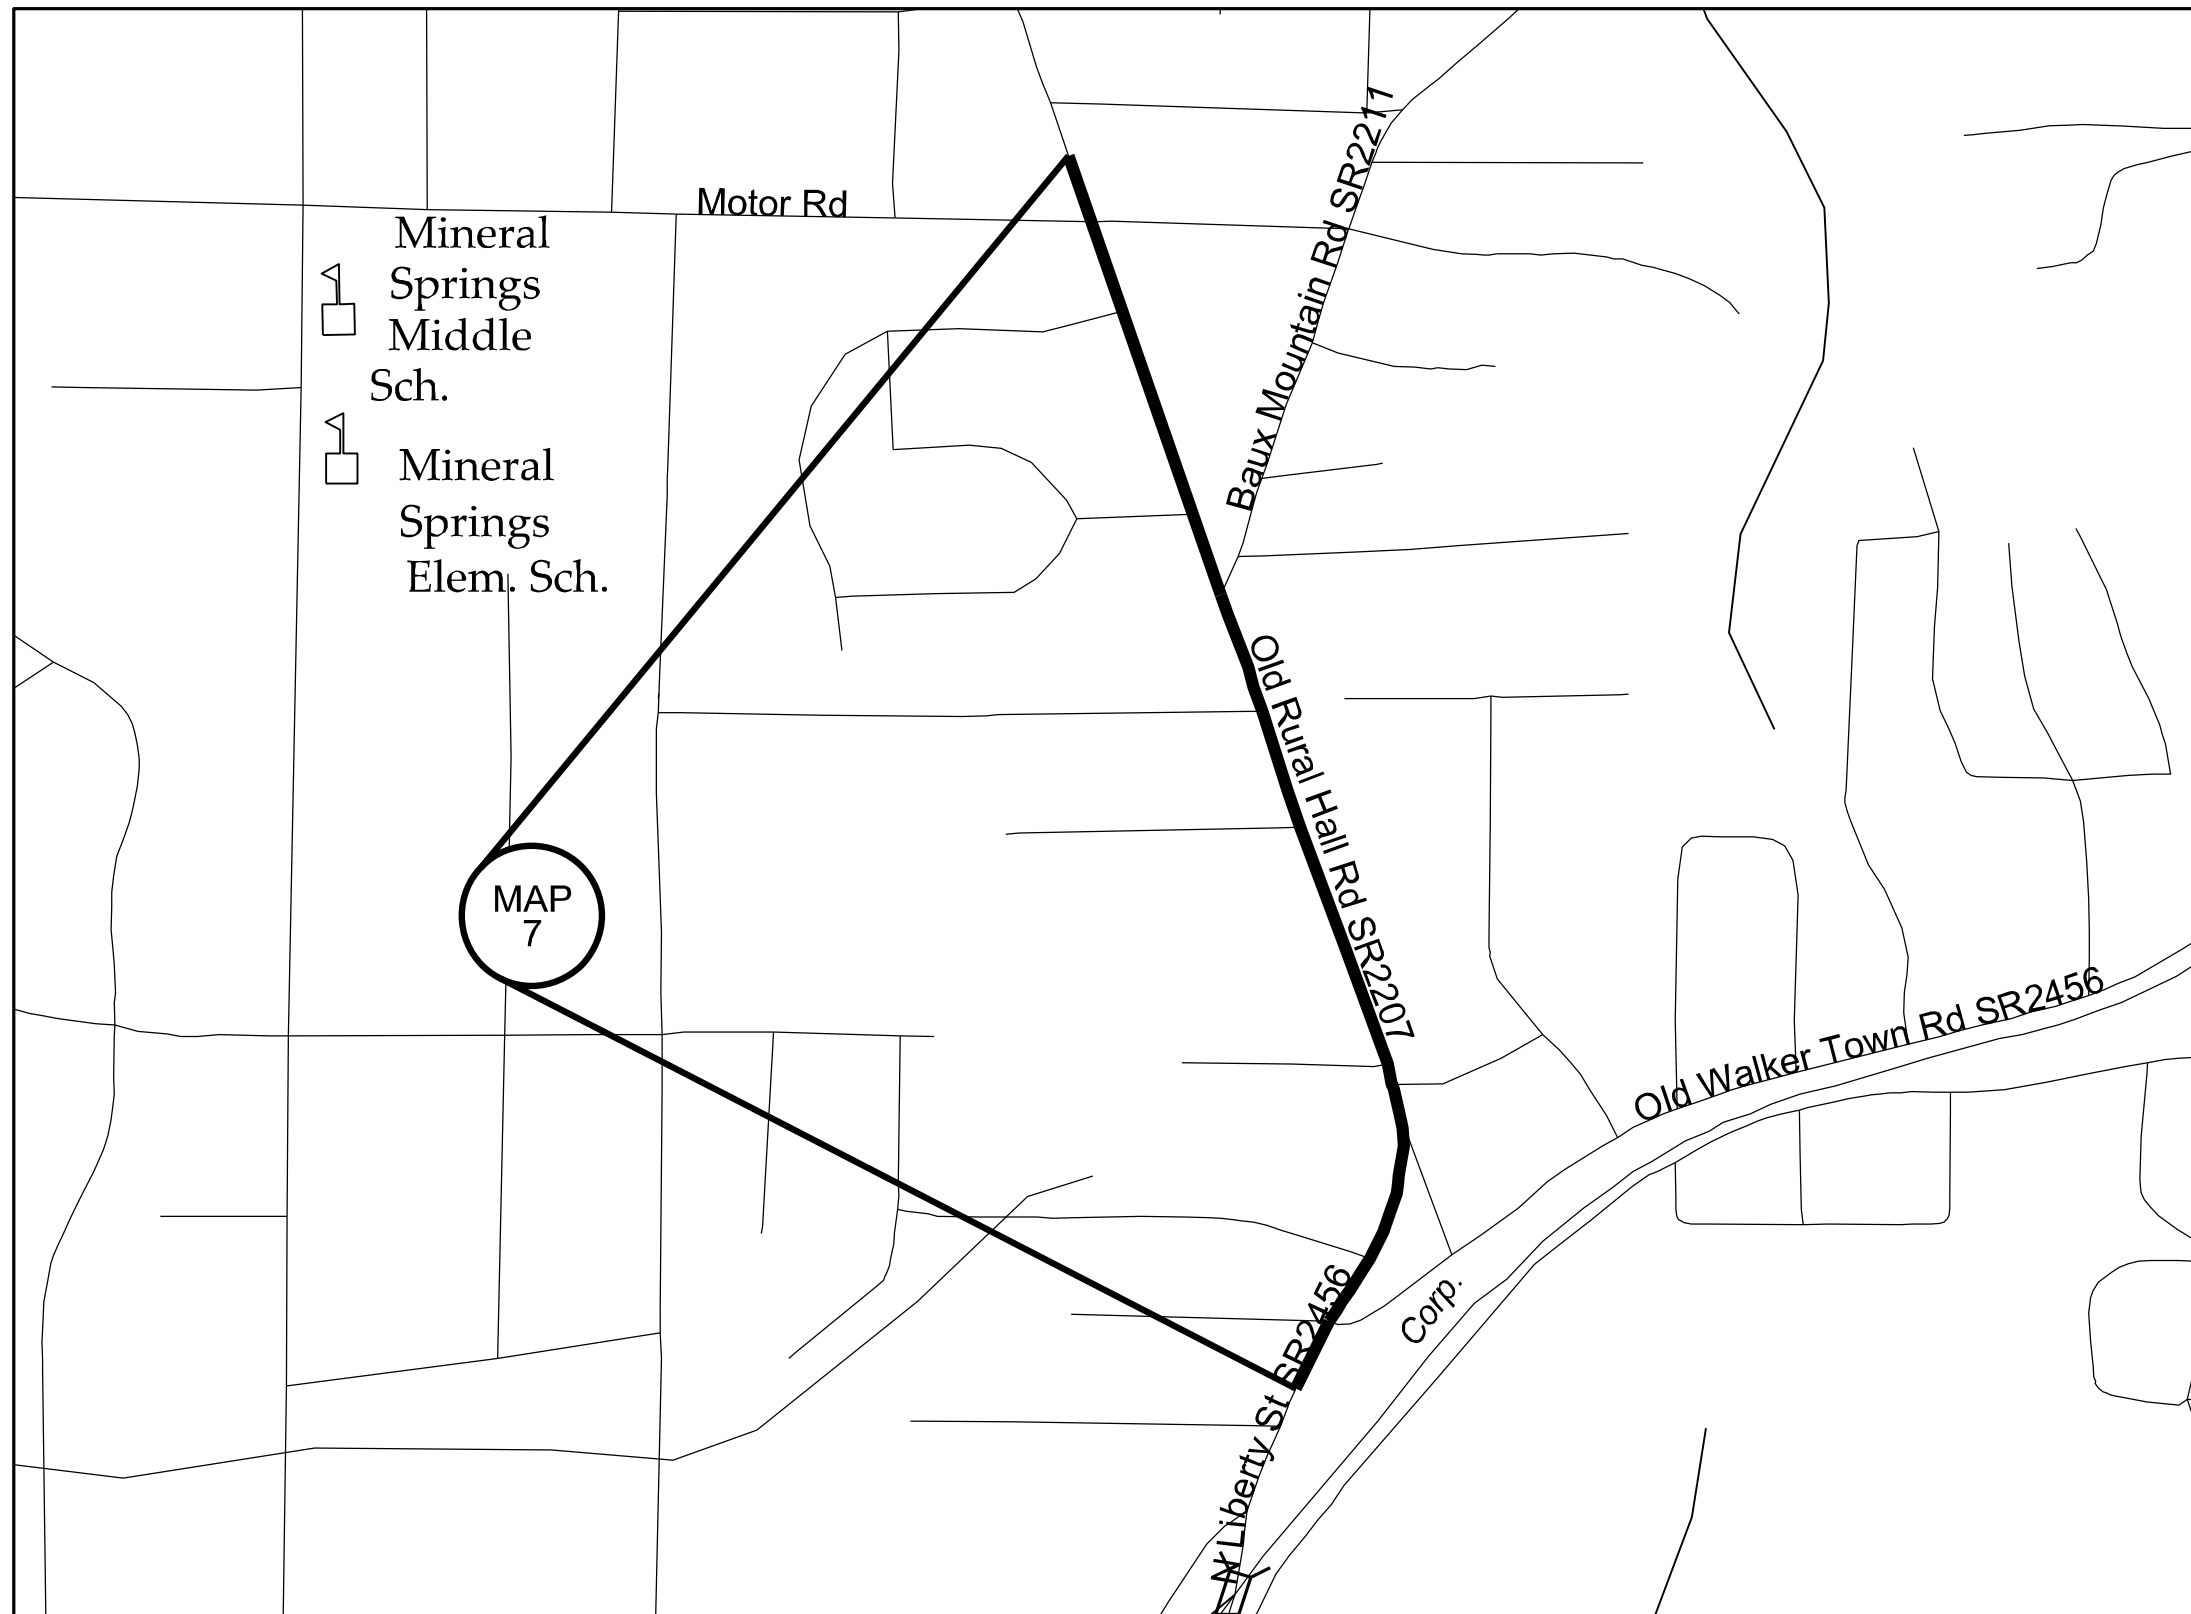 Baux Mountain Rd SR2211
Motor Rd
Mineral
Springs
Middle
Sch.
Mineral
Springs
Elem. Sch.
Old Rural Hall Rd SR2207
MAP
7
Old Walker Town Rd SR2456
Corp.
N Liberty St SR2456